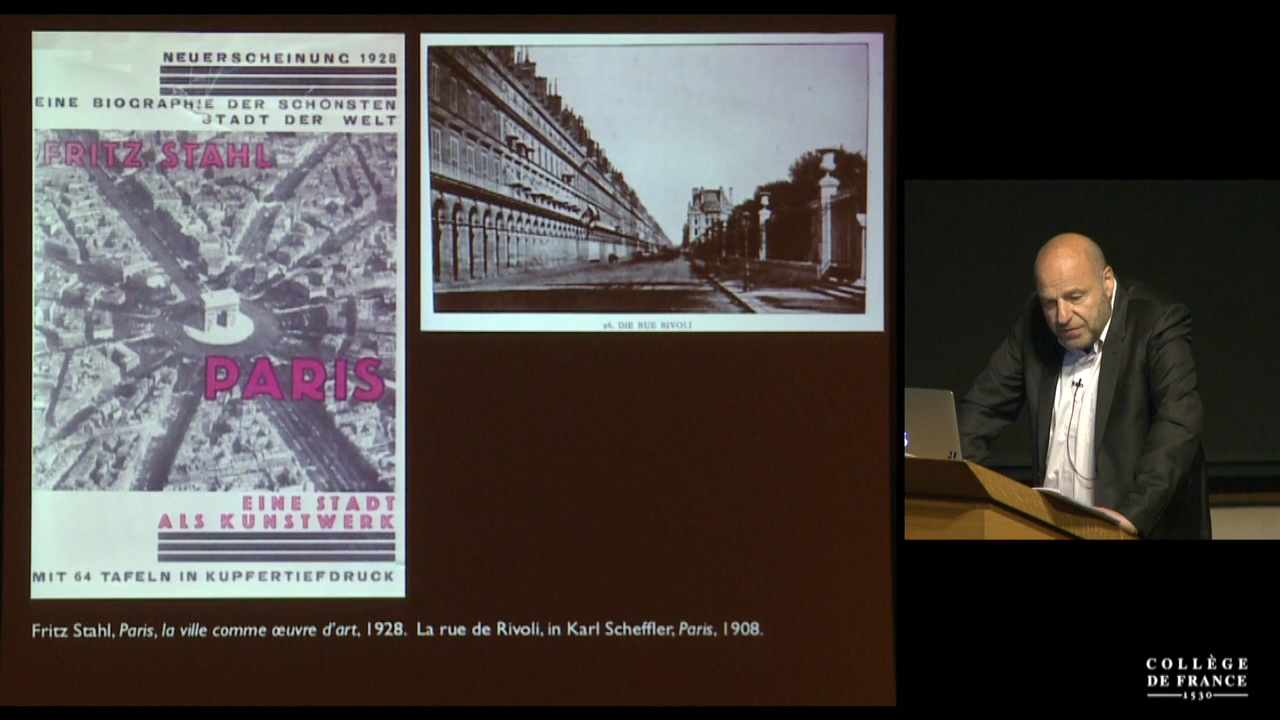 NEUERSCHEINUNG 1928
EINE BIOGRAPHIE DER SCHÖNSTEN
STADT DER WELT
FRITZ STAHL
PARIS
EINE STADT
ALS KUNSTWERK
MIT 64 TAFELN IN KUPFERTIEFDRUCK
28. DIE RUE RIVOLI
Fritz Stahl, Paris, la ville comme œuvre d'art, 1928. La rue de Rivoli, in Karl Scheffler, Paris, 1908.
COLLÈGE
DE FRANCE
1530